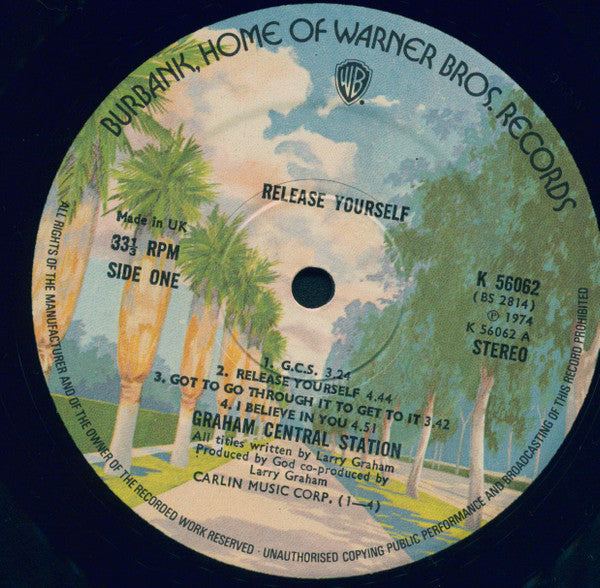 BURBANK, HOME OF WARNER BROS. RECORDS
WB
RELEASE YOURSELF
Made in UK
33⅓ RPM
SIDE ONE
K 56062
(BS 2814)
℗ 1974
K 56062 A
STEREO
1. G.C.S. 3.24
2. RELEASE YOURSELF 4.44
3. GOT TO GO THROUGH IT TO GET TO IT 3.42
4. I BELIEVE IN YOU 4.51
GRAHAM CENTRAL STATION
All titles written by Larry Graham
Produced by God co-produced by
Larry Graham
CARLIN MUSIC CORP. (1—4)
ALL RIGHTS OF THE MANUFACTURER AND OF THE OWNER OF THE RECORDED WORK RESERVED · UNAUTHORISED COPYING PUBLIC PERFORMANCE AND BROADCASTING OF THIS RECORD PROHIBITED